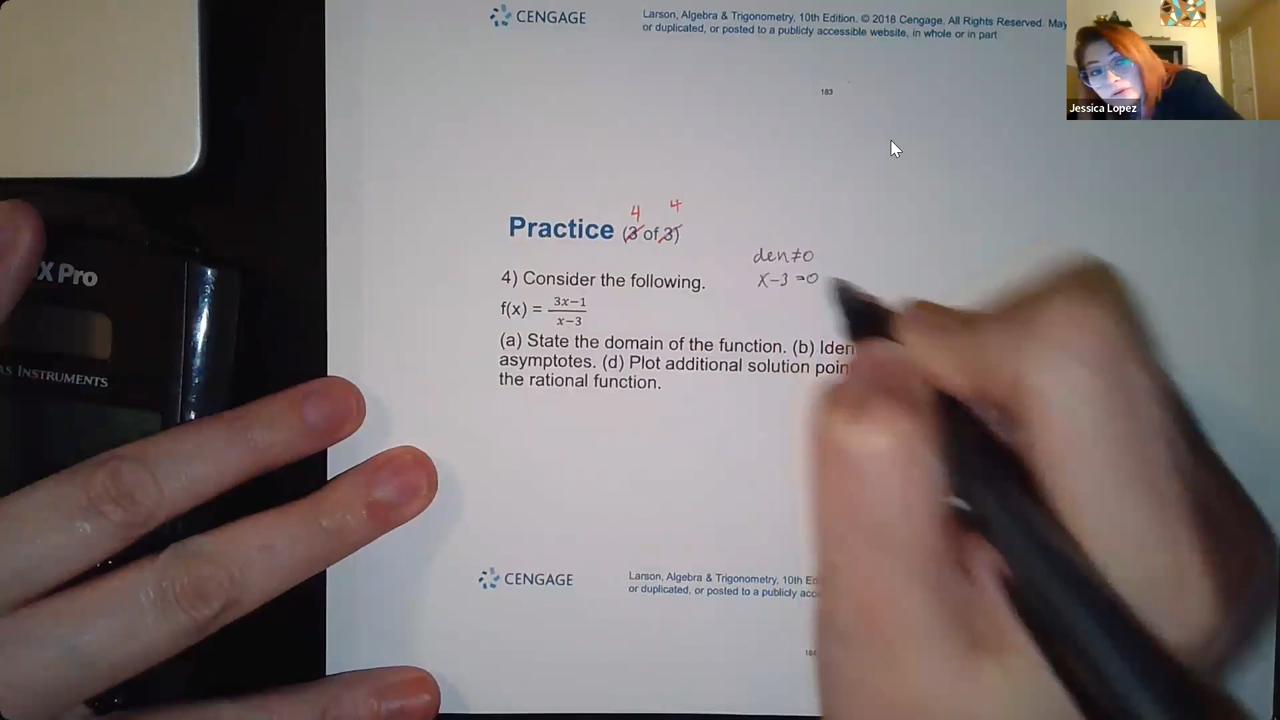 CENGAGE
Larson, Algebra & Trigonometry, 10th Edition. © 2018 Cengage. All Rights Reserved. May
or duplicated, or posted to a publicly accessible website, in whole or in part
Jessica Lopez
183
4 4
Practice (3 of 3)
den≠0
x-3=0
X Pro
4) Consider the following.
f(x) = 3x−1
x−3
(a) State the domain of the function. (b) Iden
asymptotes. (d) Plot additional solution poin
the rational function.
AS INSTRUMENTS
CENGAGE
Larson, Algebra & Trigonometry, 10th Ed
or duplicated, or posted to a publicly acc